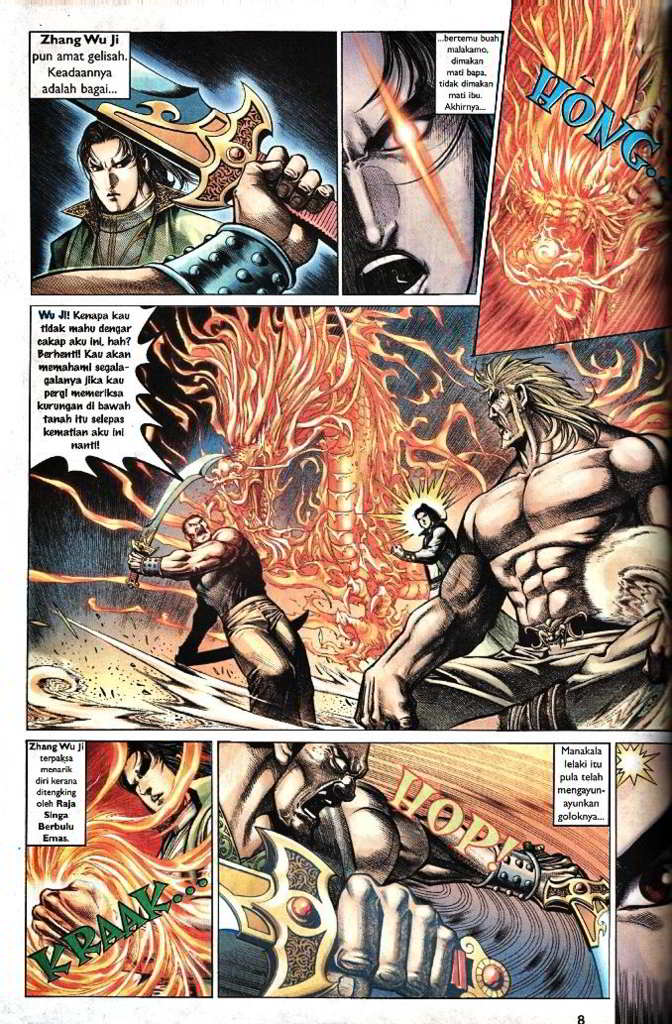 Zhang Wu Ji
pun amat gelisah.
Keadaannya
adalah bagai...
...bertemu buah
malakamo,
dimakan
mati bapa,
tidak dimakan
mati ibu.
Akhirnya...
HONG..
Wu Ji! Kenapa kau
tidak mahu dengar
cakap aku ini, hah?
Berhenti! Kau akan
memahami segala-
galanya jika kau
pergi memeriksa
kurungan di bawah
tanah itu selepas
kematian aku ini
nanti!
Zhang Wu Ji
terpaksa
menarik
diri kerana
ditengking
oleh Raja
Singa
Berbulu
Emas.
KRAAK...
HOP!
Manakala
lelaki itu
pula telah
mengayun-
ayunkan
goloknya...
8